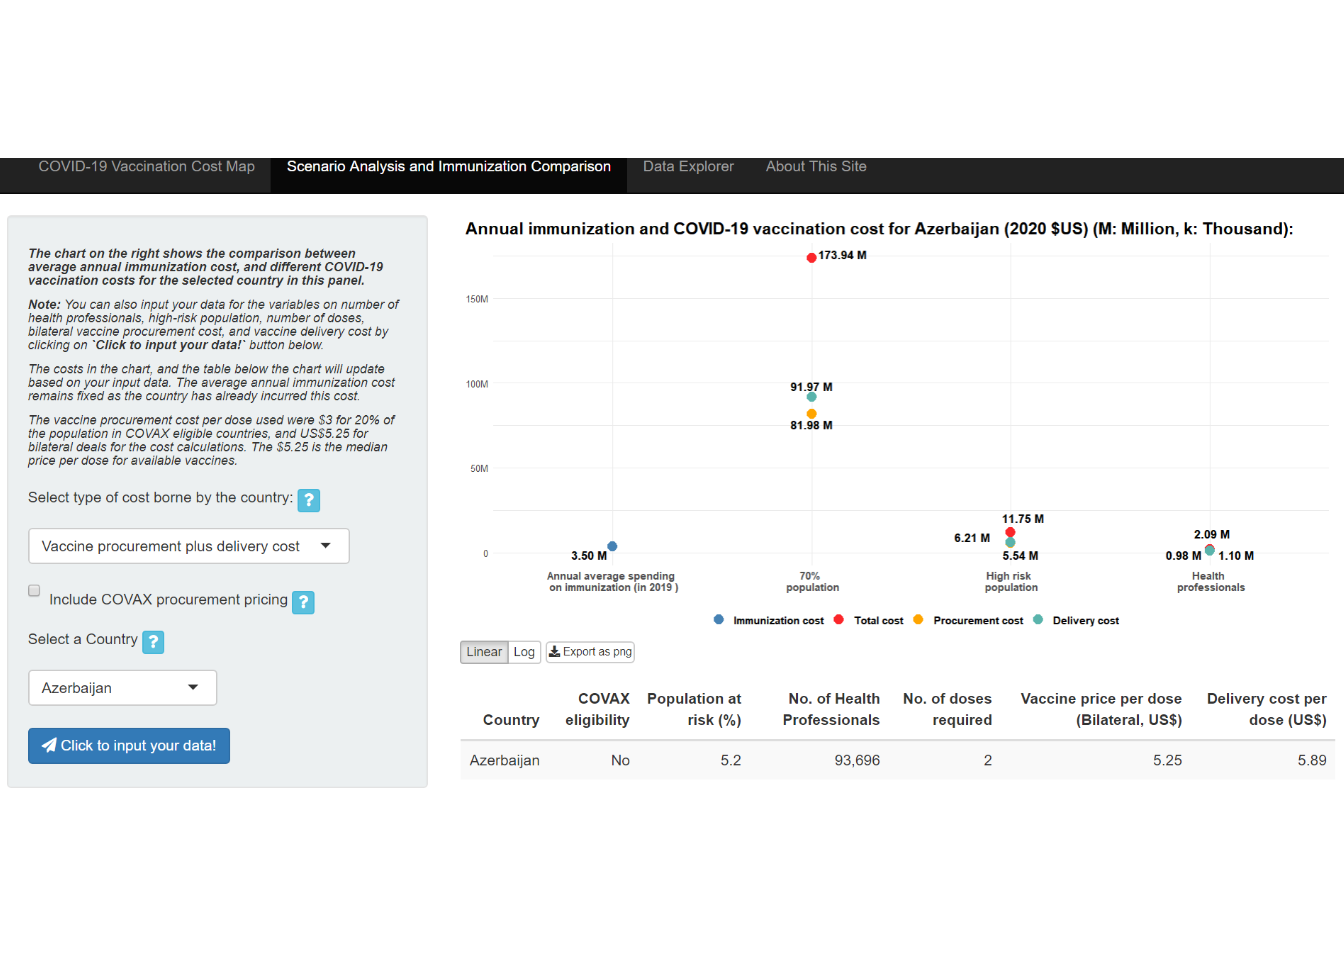 COVID-19 Vaccination Cost Map
Scenario Analysis and Immunization Comparison
Data Explorer
About This Site
The chart on the right shows the comparison between
average annual immunization cost, and different COVID-19
vaccination costs for the selected country in this panel.
Note: You can also input your data for the variables on number of
health professionals, high-risk population, number of doses,
bilateral vaccine procurement cost, and vaccine delivery cost by
clicking on `Click to input your data!` button below.
The costs in the chart, and the table below the chart will update
based on your input data. The average annual immunization cost
remains fixed as the country has already incurred this cost.
The vaccine procurement cost per dose used were $3 for 20% of
the population in COVAX eligible countries, and US$5.25 for
bilateral deals for the cost calculations. The $5.25 is the median
price per dose for available vaccines.
Select type of cost borne by the country: ?
Vaccine procurement plus delivery cost
Include COVAX procurement pricing ?
Select a Country ?
Azerbaijan
Click to input your data!
Annual immunization and COVID-19 vaccination cost for Azerbaijan (2020 $US) (M: Million, k: Thousand):
173.94 M
150M
100M
91.97 M
81.98 M
50M
11.75 M
6.21 M
5.54 M
2.09 M
0.98 M
1.10 M
3.50 M
0
Annual average spending
on immunization (in 2019 )
70%
population
High risk
population
Health
professionals
Immunization cost
Total cost
Procurement cost
Delivery cost
Linear
Log
Export as png
Country
COVAX
eligibility
Population at
risk (%)
No. of Health
Professionals
No. of doses
required
Vaccine price per dose
(Bilateral, US$)
Delivery cost per
dose (US$)
Azerbaijan
No
5.2
93,696
2
5.25
5.89